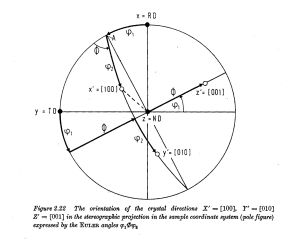 x = RD
φ₁
A
Φ
φ₂
x' = [100]
z' = [001]
Φ
y = TD
z = ND
φ₁
φ₁
Φ
φ₂
y' = [010]
Figure 2.22 The orientation of the crystal directions X' = [100], Y' = [010]
Z' = [001] in the stereographic projection in the sample coordinate system (pole figure)
expressed by the EULER angles φ₁Φφ₂